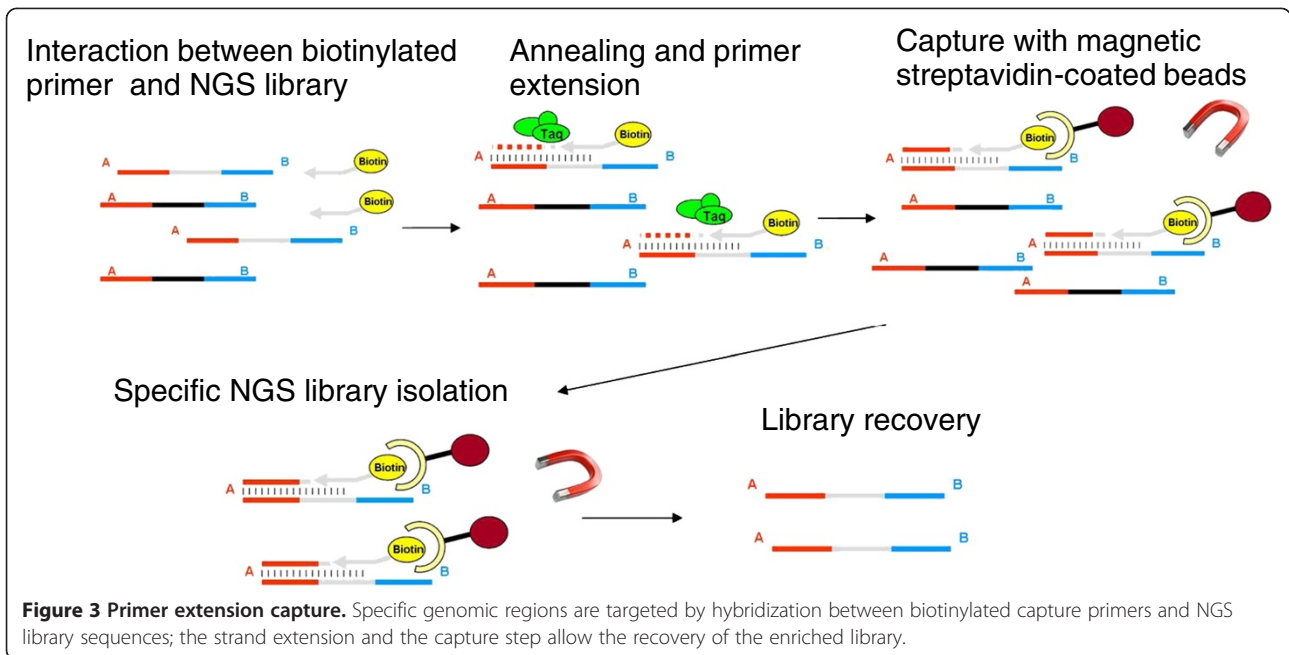 Interaction between biotinylated
primer and NGS library
Annealing and primer
extension
Capture with magnetic
streptavidin-coated beads
A
B
Biotin
A
B
Biotin
A
B
A
B
Taq
Biotin
A
B
A
B
Taq
Biotin
A
B
A
B
Biotin
A
B
A
B
Biotin
A
B
A
B
A
B
Specific NGS library isolation
Library recovery
Biotin
A
B
Biotin
A
B
A
B
A
B
Figure 3 Primer extension capture. Specific genomic regions are targeted by hybridization between biotinylated capture primers and NGS
library sequences; the strand extension and the capture step allow the recovery of the enriched library.